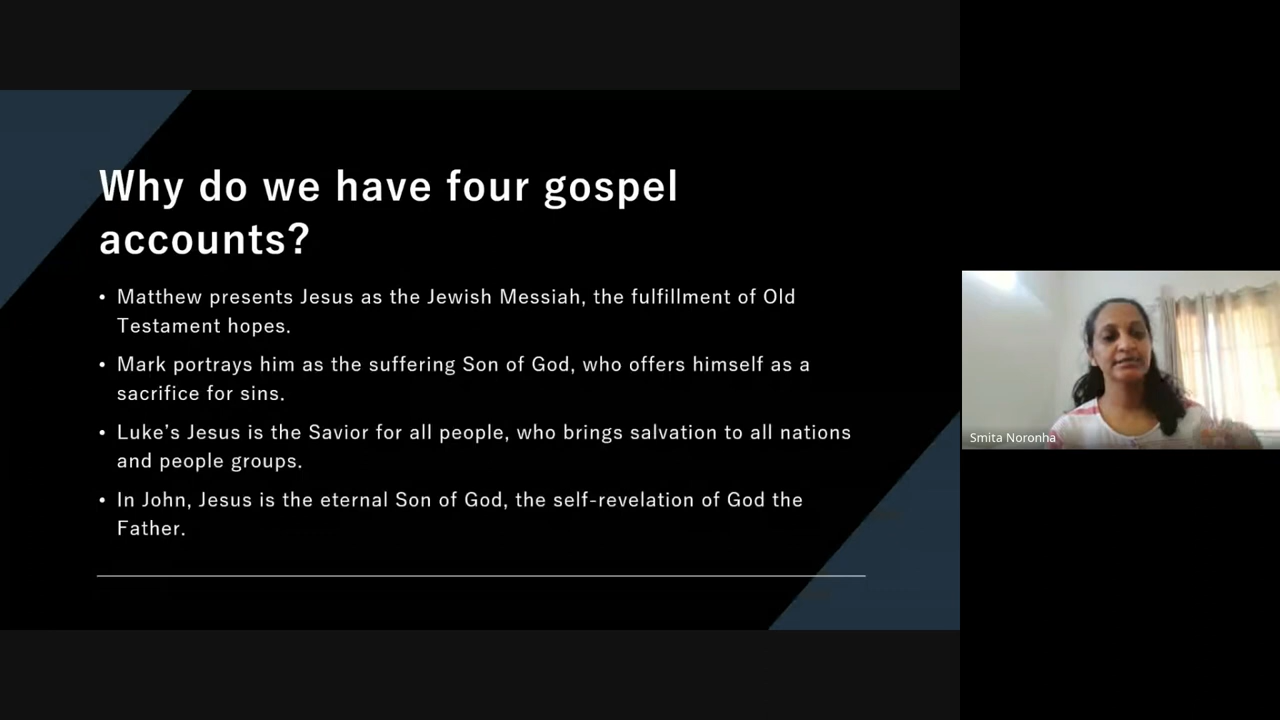 Why do we have four gospel
accounts?
• Matthew presents Jesus as the Jewish Messiah, the fulfillment of Old
Testament hopes.
• Mark portrays him as the suffering Son of God, who offers himself as a
sacrifice for sins.
• Luke’s Jesus is the Savior for all people, who brings salvation to all nations
and people groups.
• In John, Jesus is the eternal Son of God, the self-revelation of God the
Father.
Smita Noronha